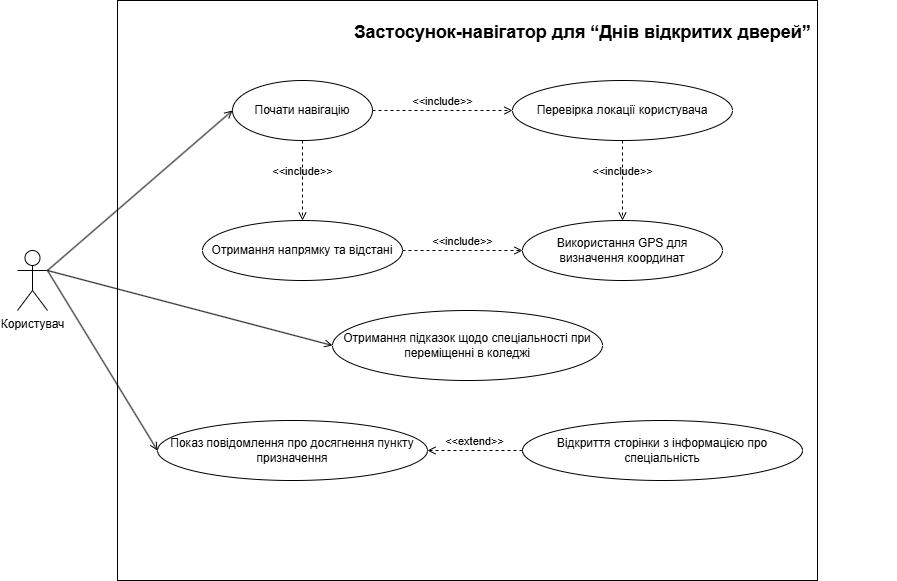 Застосунок-навігатор для “Днів відкритих дверей”
Почати навігацію
<<include>>
Перевірка локації користувача
<<include>>
<<include>>
Отримання напрямку та відстані
<<include>>
Використання GPS для
визначення координат
Користувач
Отримання підказок щодо спеціальності при
переміщенні в коледжі
Показ повідомлення про досягнення пункту
призначення
<<extend>>
Відкриття сторінки з інформацією про
спеціальність